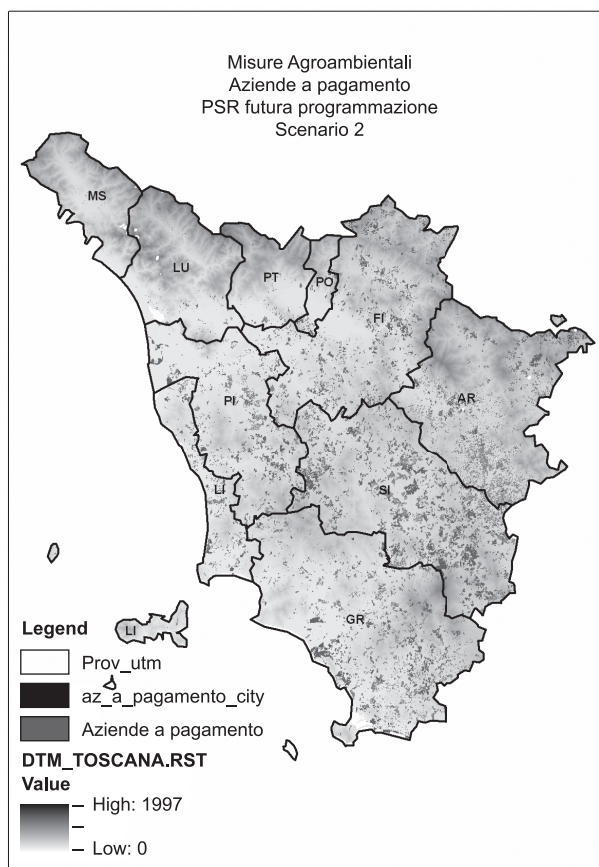 Misure Agroambientali
Aziende a pagamento
PSR futura programmazione
Scenario 2
MS
LU
PT
PO
FI
AR
PI
LI
SI
GR
LI
Legend
Prov_utm
az_a_pagamento_city
Aziende a pagamento
DTM_TOSCANA.RST
Value
High: 1997
Low: 0